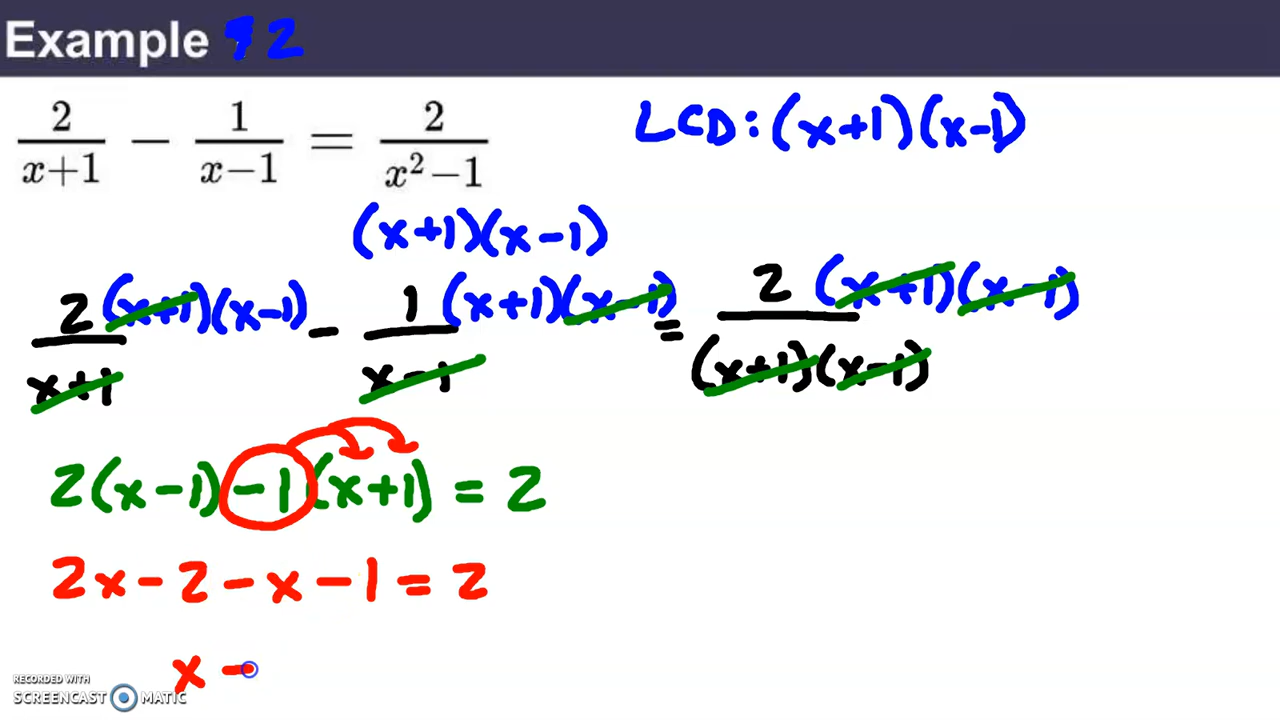 Example 92
2/(x+1) − 1/(x−1) = 2/(x² −1)
LCD: (x+1)(x-1)
(x+1)(x-1)
2(x+1)(x-1)/(x+1) - 1(x+1)(x-1)/(x-1) = 2(x+1)(x-1)/((x+1)(x-1))
2(x-1) -1(x+1) = 2
2x - 2 - x - 1 = 2
x -
RECORDED WITH
SCREENCAST MATIC